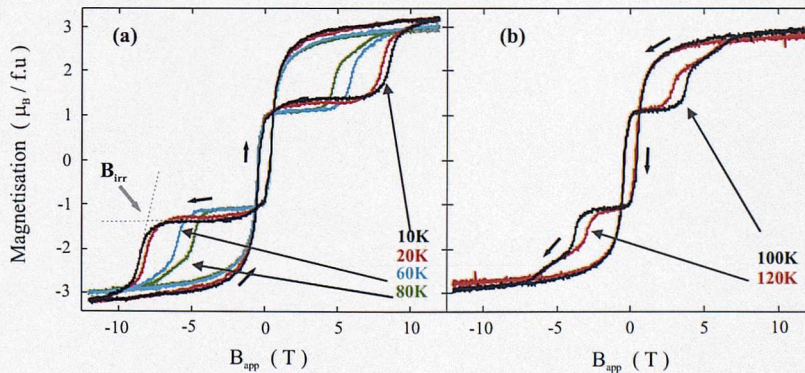 (a)
(b)
Magnetisation ( μB / f.u )
3
2
1
0
-1
-2
-3
Birr
10K
20K
60K
80K
100K
120K
-10 -5 0 5 10
-10 -5 0 5 10
Bapp ( T )
Bapp ( T )